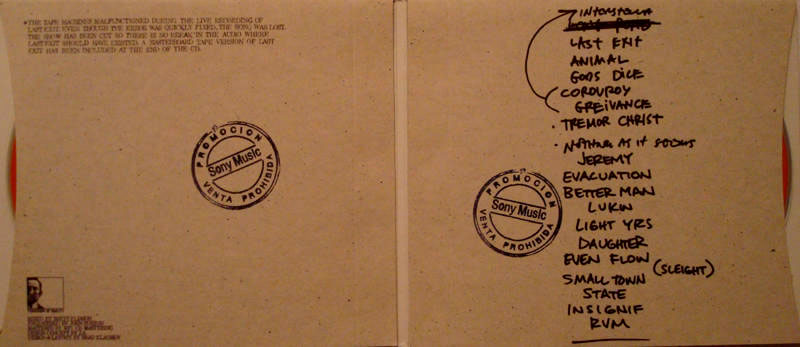 *THE TAPE MACHINES MALFUNCTIONED DURING THE LIVE RECORDING OF
LAST EXIT. EVEN THOUGH THE ERROR WAS QUICKLY FIXED, THE SONG WAS LOST.
THE SHOW HAS BEEN CUT SO THERE IS NO BREAK IN THE AUDIO WHERE
LAST EXIT SHOULD HAVE EXISTED. A MASTERBOARD TAPE VERSION OF LAST
EXIT HAS BEEN INCLUDED AT THE END OF THE CD.
PROMOCION
Sony Music
VENTA PROHIBIDA
LAST EXIT
ANIMAL
GODS DICE
CORDUROY
GREIVANCE
· TREMOR CHRIST
· NOTHING AS IT SEEMS
JEREMY
EVACUATION
BETTER MAN
LUKIN
LIGHT YRS
DAUGHTER
EVEN FLOW
(SLEIGHT)
SMALL TOWN
STATE
INSIGNIF
RVM
PROMOCION
Sony Music
VENTA PROHIBIDA